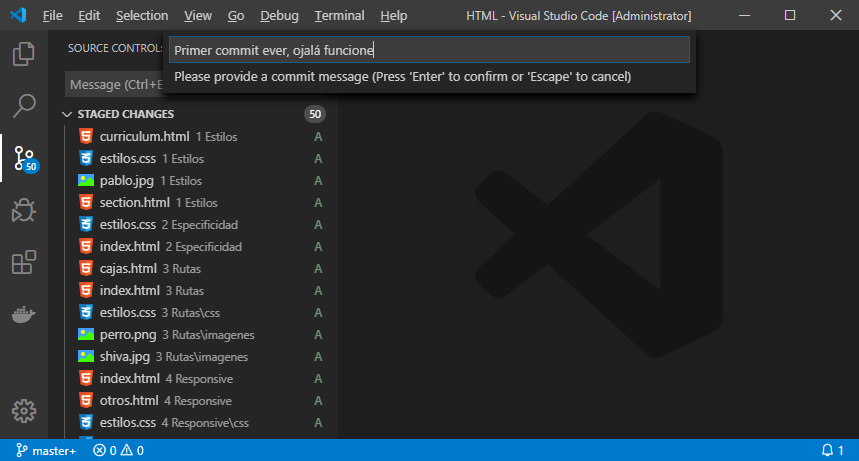 File Edit Selection View Go Debug Terminal Help HTML - Visual Studio Code [Administrator]
SOURCE CONTROL:
Primer commit ever, ojalá funcione
Please provide a commit message (Press 'Enter' to confirm or 'Escape' to cancel)
Message (Ctrl+E
STAGED CHANGES 50
curriculum.html 1 Estilos A
estilos.css 1 Estilos A
50
pablo.jpg 1 Estilos A
section.html 1 Estilos A
estilos.css 2 Especificidad A
index.html 2 Especificidad A
cajas.html 3 Rutas A
index.html 3 Rutas A
estilos.css 3 Rutas\css A
perro.png 3 Rutas\imagenes A
shiva.jpg 3 Rutas\imagenes A
index.html 4 Responsive A
otros.html 4 Responsive A
estilos.css 4 Responsive\css A
master+ 0 0 1